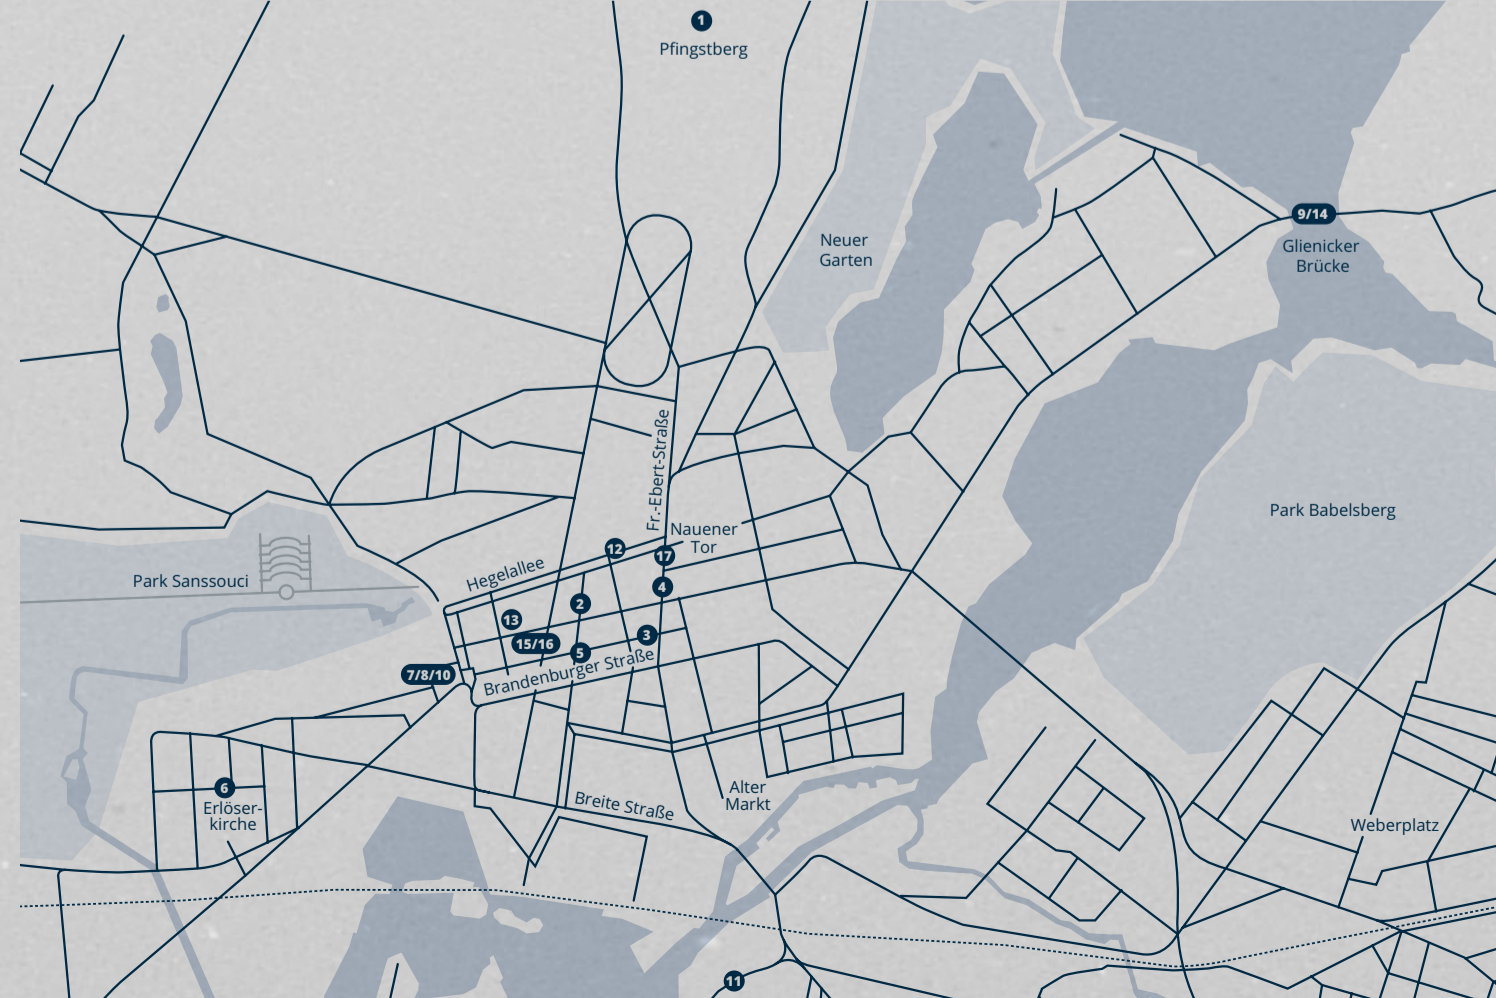 1
Pfingstberg
9/14
Neuer
Garten
Glienicker
Brücke
Fr.-Ebert-Straße
Park Babelsberg
Nauener
Tor
12
17
Hegelallee
Park Sanssouci
4
2
13
3
15/16
5
Brandenburger Straße
7/8/10
6
Erlöser-
kirche
Alter
Markt
Breite Straße
Weberplatz
11